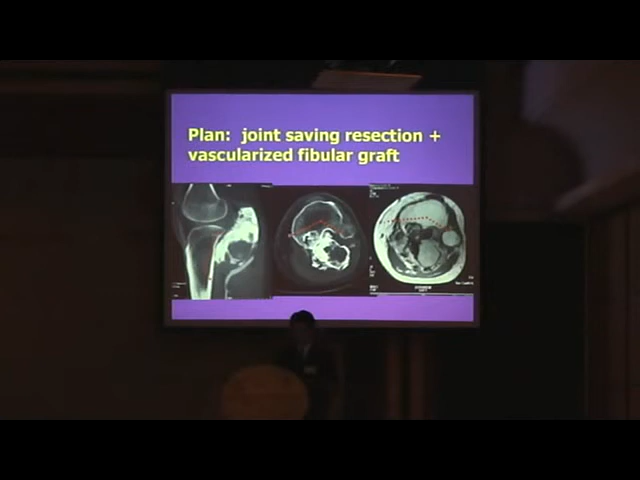 Plan: joint saving resection +
vascularized fibular graft